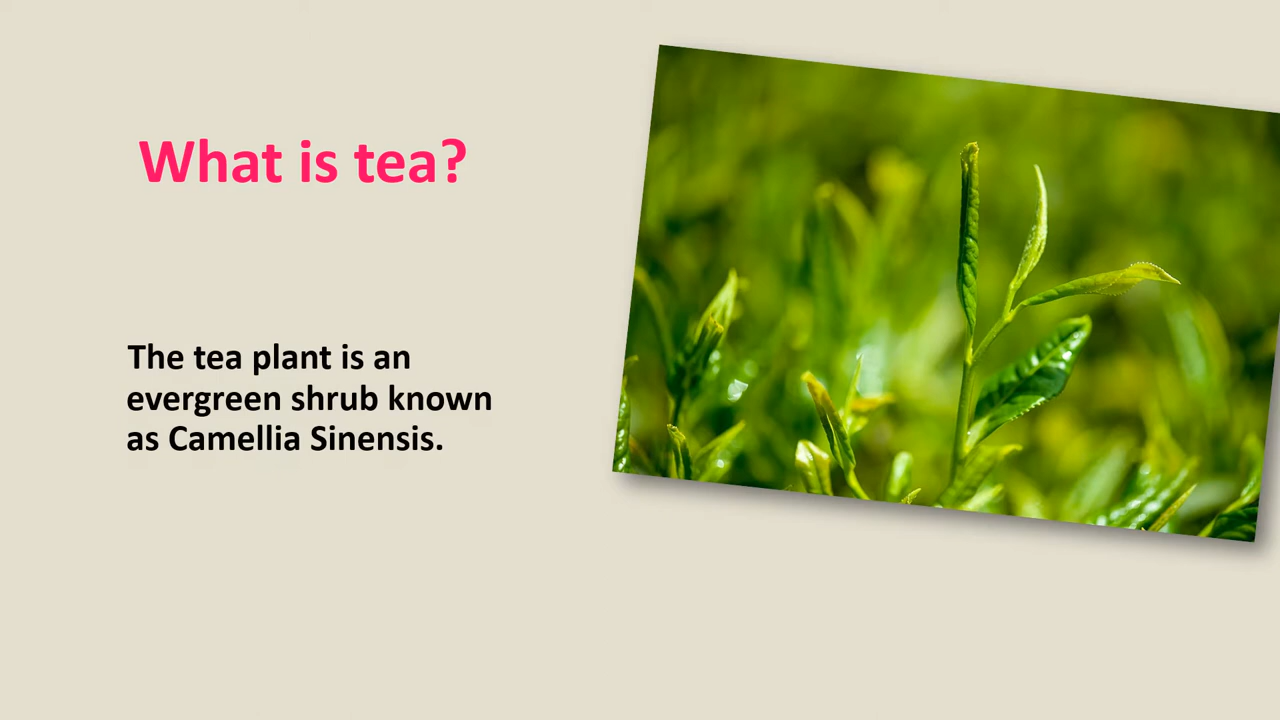 What is tea?
The tea plant is an
evergreen shrub known
as Camellia Sinensis.